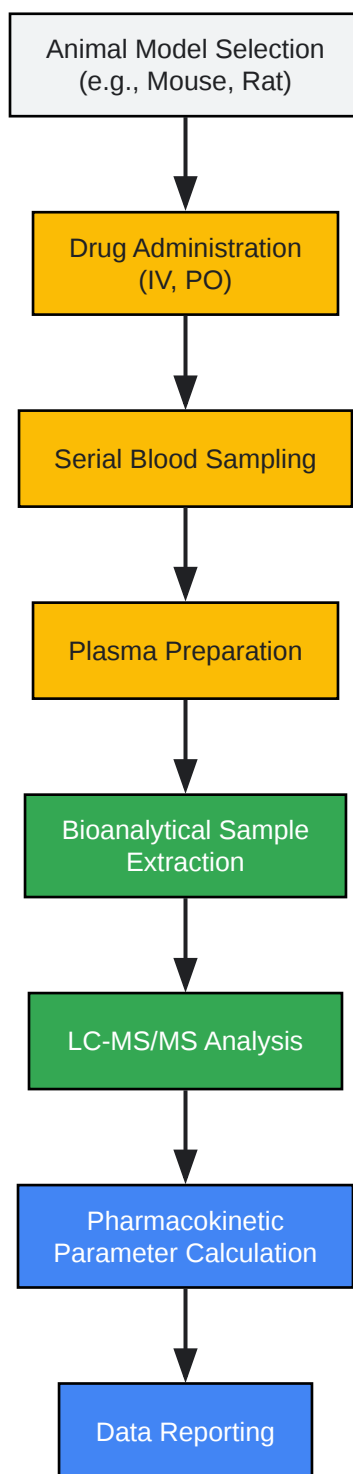 Animal Model Selection
(e.g., Mouse, Rat)
Drug Administration
(IV, PO)
Serial Blood Sampling
Plasma Preparation
Bioanalytical Sample
Extraction
LC-MS/MS Analysis
Pharmacokinetic
Parameter Calculation
Data Reporting